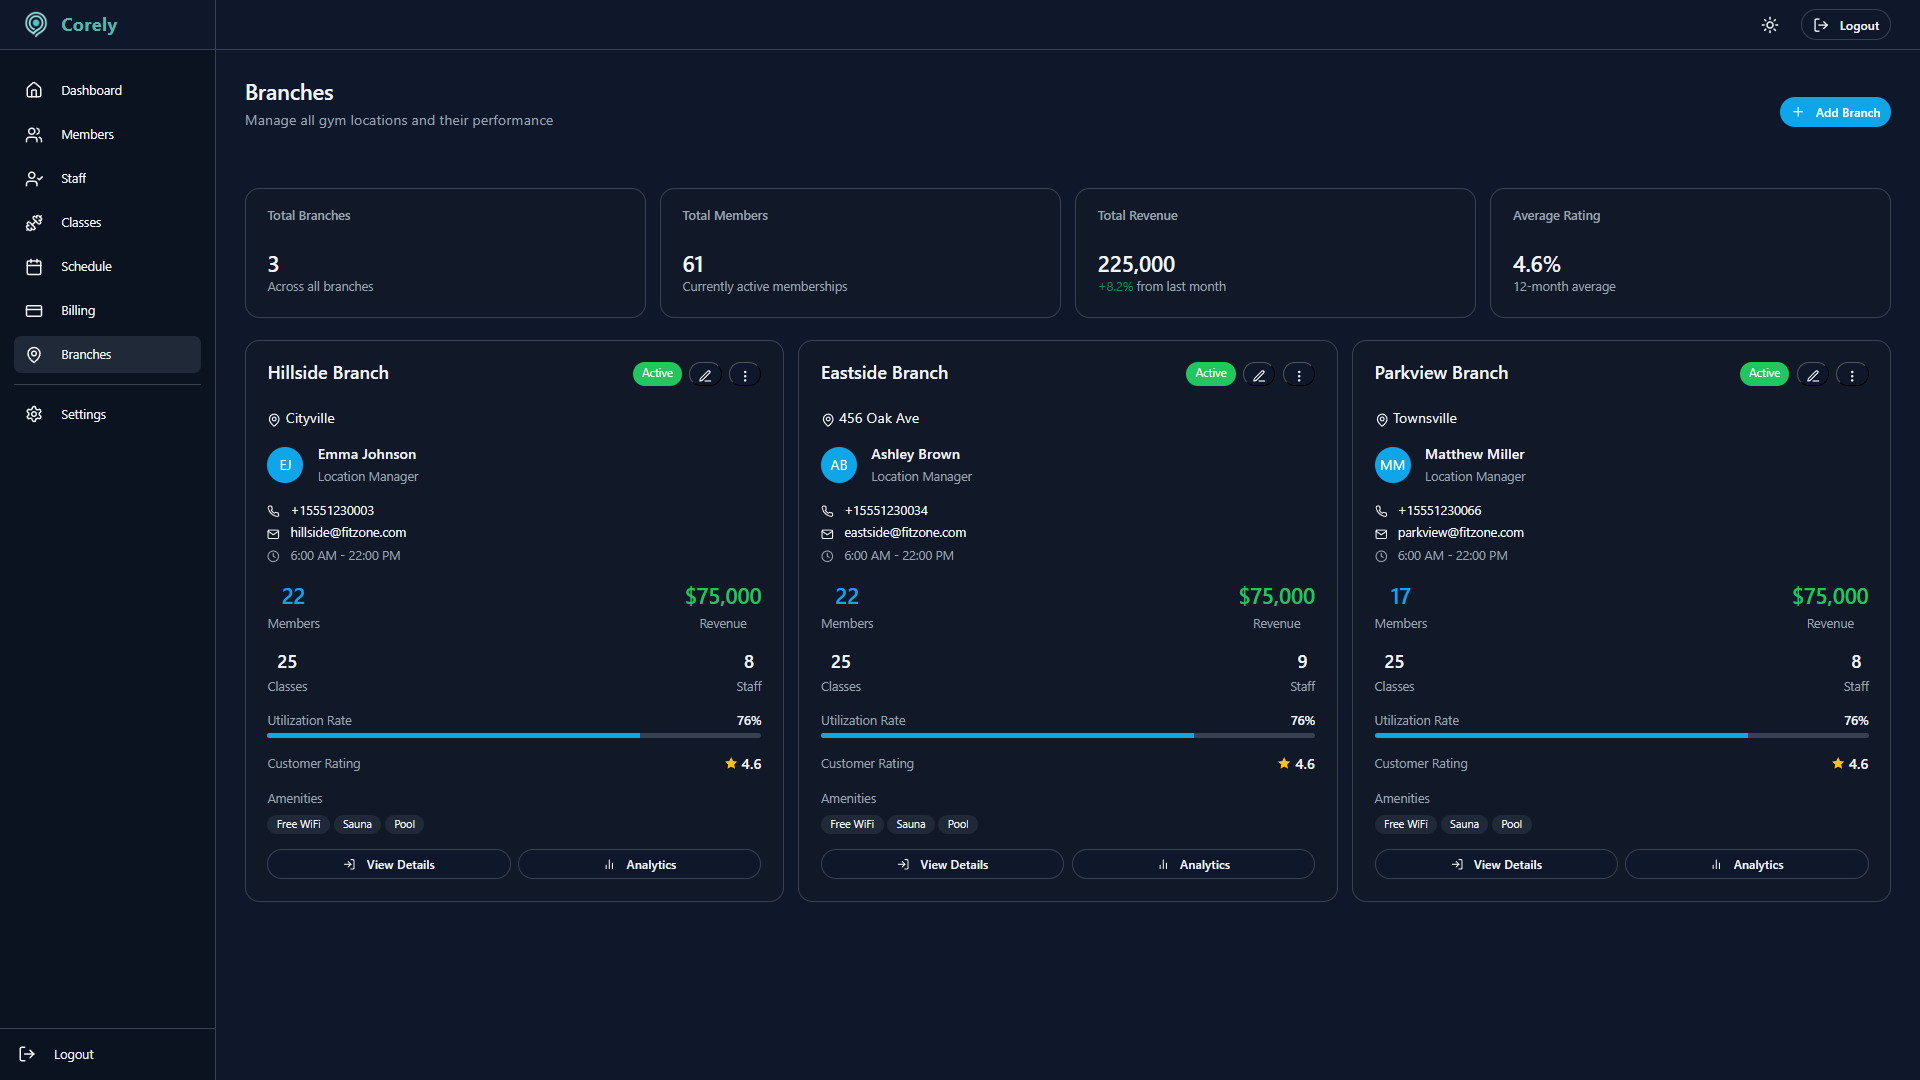 Corely
Logout
Dashboard
Members
Staff
Classes
Schedule
Billing
Branches
Settings
Logout
Branches
Manage all gym locations and their performance
Add Branch
Total Branches
3
Across all branches
Total Members
61
Currently active memberships
Total Revenue
225,000
+8.2% from last month
Average Rating
4.6%
12-month average
Hillside Branch
Active
Cityville
EJ
Emma Johnson
Location Manager
+15551230003
hillside@fitzone.com
6:00 AM - 22:00 PM
22 $75,000
Members Revenue
25 8
Classes Staff
Utilization Rate 76%
Customer Rating 4.6
Amenities
Free WiFi Sauna Pool
View Details Analytics
Eastside Branch
Active
456 Oak Ave
AB
Ashley Brown
Location Manager
+15551230034
eastside@fitzone.com
6:00 AM - 22:00 PM
22 $75,000
Members Revenue
25 9
Classes Staff
Utilization Rate 76%
Customer Rating 4.6
Amenities
Free WiFi Sauna Pool
View Details Analytics
Parkview Branch
Active
Townsville
MM
Matthew Miller
Location Manager
+15551230066
parkview@fitzone.com
6:00 AM - 22:00 PM
17 $75,000
Members Revenue
25 8
Classes Staff
Utilization Rate 76%
Customer Rating 4.6
Amenities
Free WiFi Sauna Pool
View Details Analytics